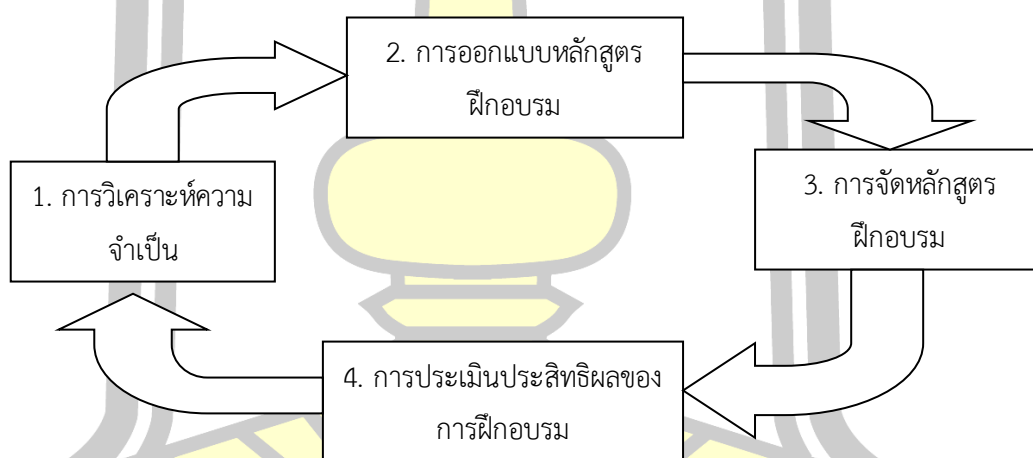 2. การออกแบบหลักสูตร
ฝึกอบรม
1. การวิเคราะห์ความ
จำเป็น
3. การจัดหลักสูตร
ฝึกอบรม
4. การประเมินประสิทธิผลของ
การฝึกอบรม